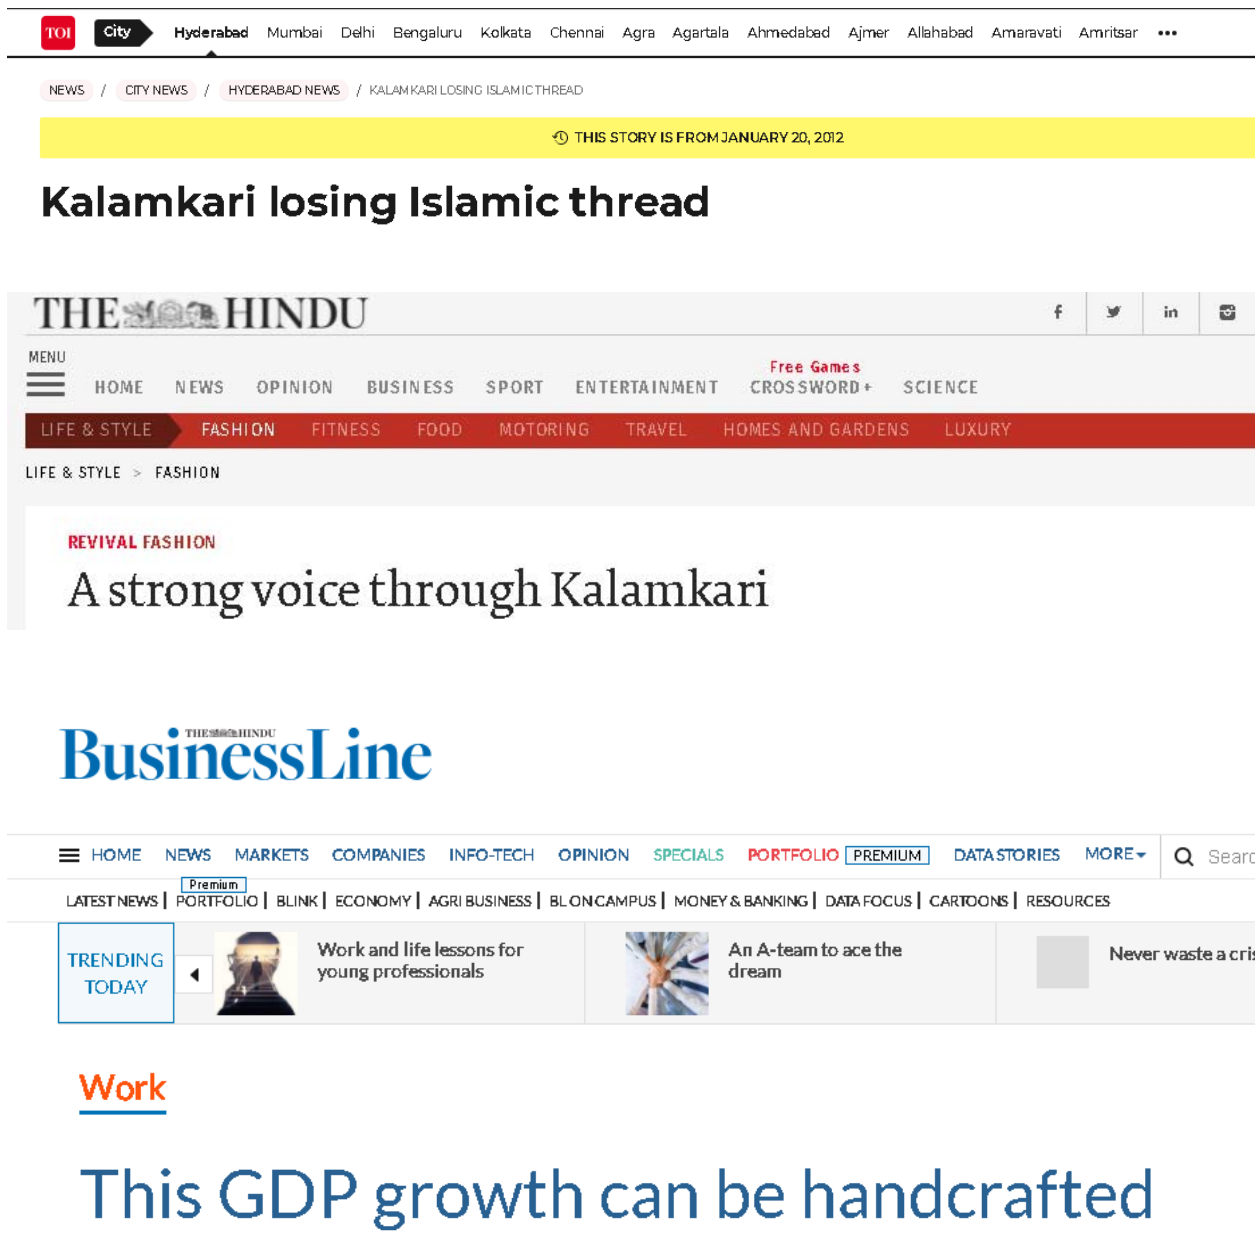 TOI City Hyderabad Mumbai Delhi Bengaluru Kolkata Chennai Agra Agartala Ahmedabad Ajmer Allahabad Amaravati Amritsar •••
NEWS / CITY NEWS / HYDERABAD NEWS / KALAMKARI LOSING ISLAMIC THREAD
THIS STORY IS FROM JANUARY 20, 2012
Kalamkari losing Islamic thread
THE HINDU
MENU
Free Games
HOME NEWS OPINION BUSINESS SPORT ENTERTAINMENT CROSSWORD+ SCIENCE
LIFE & STYLE FASHION FITNESS FOOD MOTORING TRAVEL HOMES AND GARDENS LUXURY
LIFE & STYLE > FASHION
REVIVAL FASHION
A strong voice through Kalamkari
THE HINDU
BusinessLine
HOME NEWS MARKETS COMPANIES INFO-TECH OPINION SPECIALS PORTFOLIO PREMIUM DATA STORIES MORE Searc
Premium
LATEST NEWS | PORTFOLIO | BLINK | ECONOMY | AGRI BUSINESS | BL ON CAMPUS | MONEY & BANKING | DATA FOCUS | CARTOONS | RESOURCES
TRENDING TODAY
Work and life lessons for
young professionals
An A-team to ace the
dream
Never waste a cris
Work
This GDP growth can be handcrafted